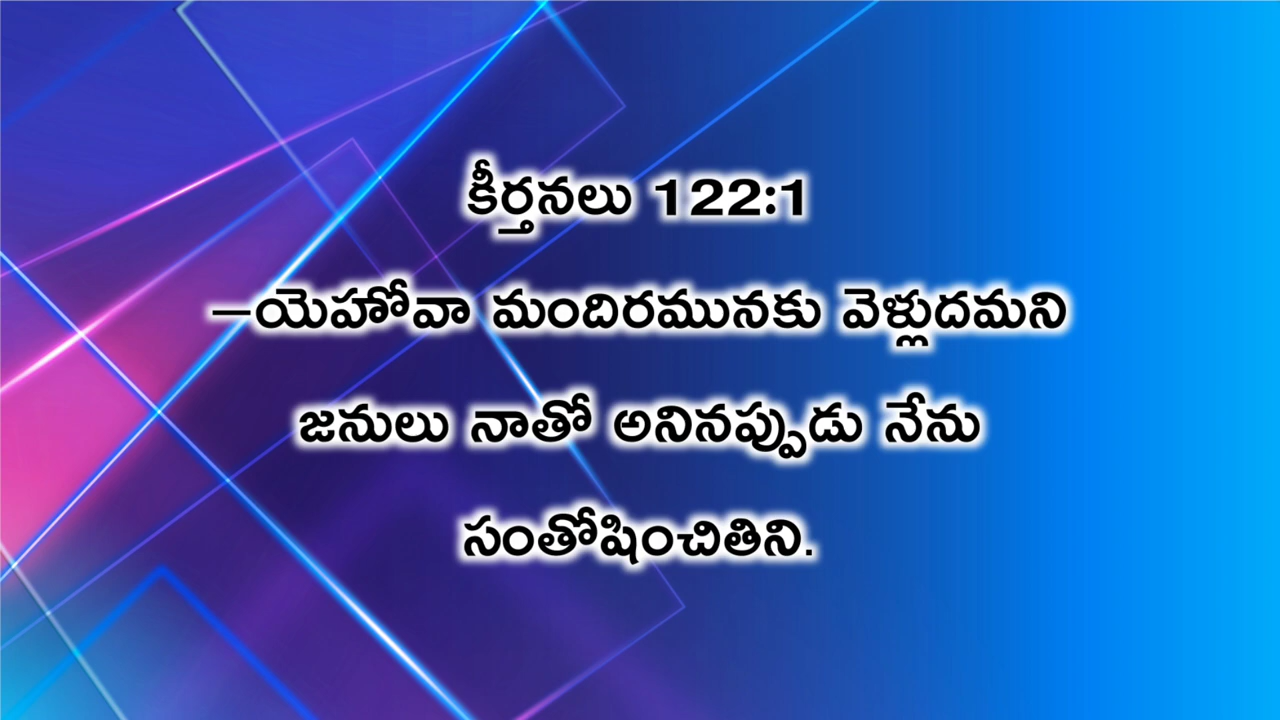 కీర్తనలు 122:1
—యెహోవా మందిరమునకు వెళ్లుదమని
జనులు నాతో అనినప్పుడు నేను
సంతోషించితిని.